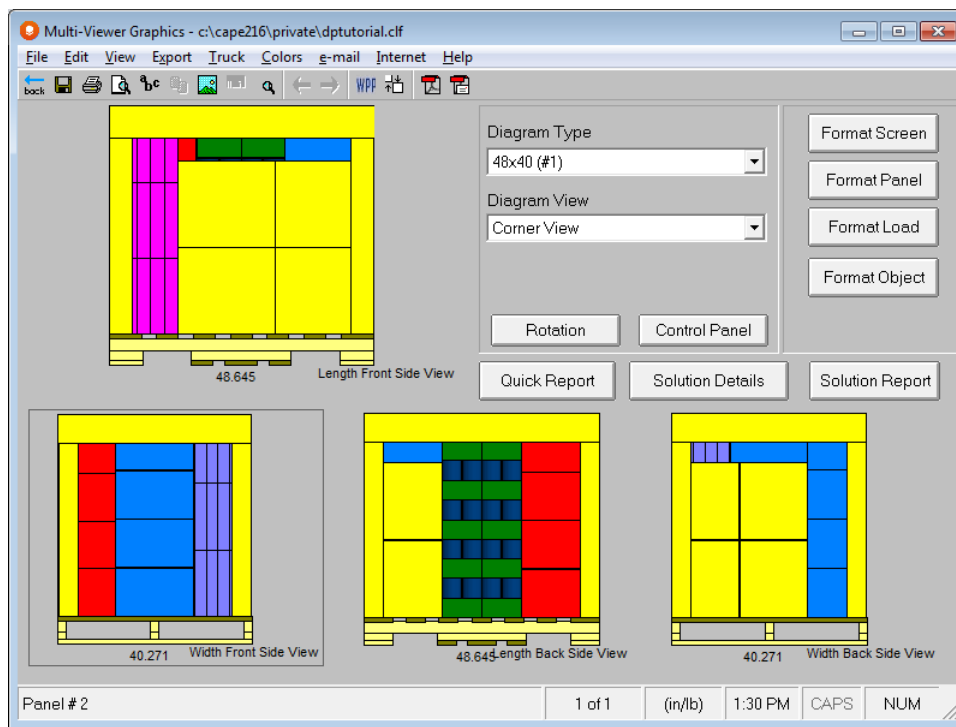 Multi-Viewer Graphics - c:\cape216\private\dptutorial.clf
File Edit View Export Truck Colors e-mail Internet Help
back abc WPP
Diagram Type
48x40 (#1)
Diagram View
Corner View
Rotation Control Panel
Format Screen
Format Panel
Format Load
Format Object
48.645 Length Front Side View
Quick Report Solution Details Solution Report
40.271 Width Front Side View
48.645 Length Back Side View
40.271 Width Back Side View
Panel # 2 1 of 1 (in/lb) 1:30 PM CAPS NUM